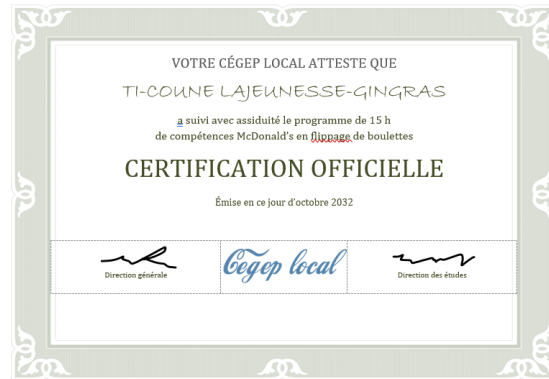 VOTRE CÉGEP LOCAL ATTESTE QUE
TI-COUNE LAJEUNESSE-GINGRAS
a suivi avec assiduité le programme de 15 h
de compétences McDonald's en flippage de boulettes
CERTIFICATION OFFICIELLE
Émise en ce jour d'octobre 2032
Cégep local
Direction générale
Direction des études